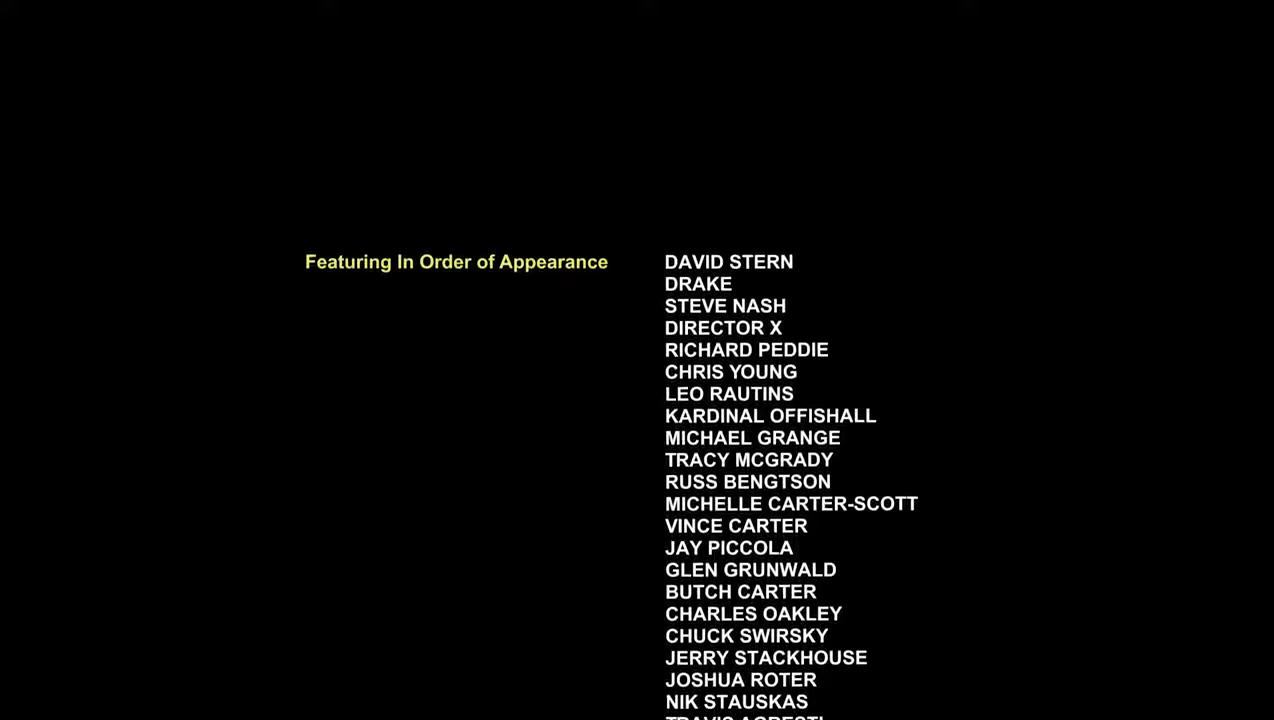 Featuring In Order of Appearance DAVID STERN
DRAKE
STEVE NASH
DIRECTOR X
RICHARD PEDDIE
CHRIS YOUNG
LEO RAUTINS
KARDINAL OFFISHALL
MICHAEL GRANGE
TRACY MCGRADY
RUSS BENGTSON
MICHELLE CARTER-SCOTT
VINCE CARTER
JAY PICCOLA
GLEN GRUNWALD
BUTCH CARTER
CHARLES OAKLEY
CHUCK SWIRSKY
JERRY STACKHOUSE
JOSHUA ROTER
NIK STAUSKAS